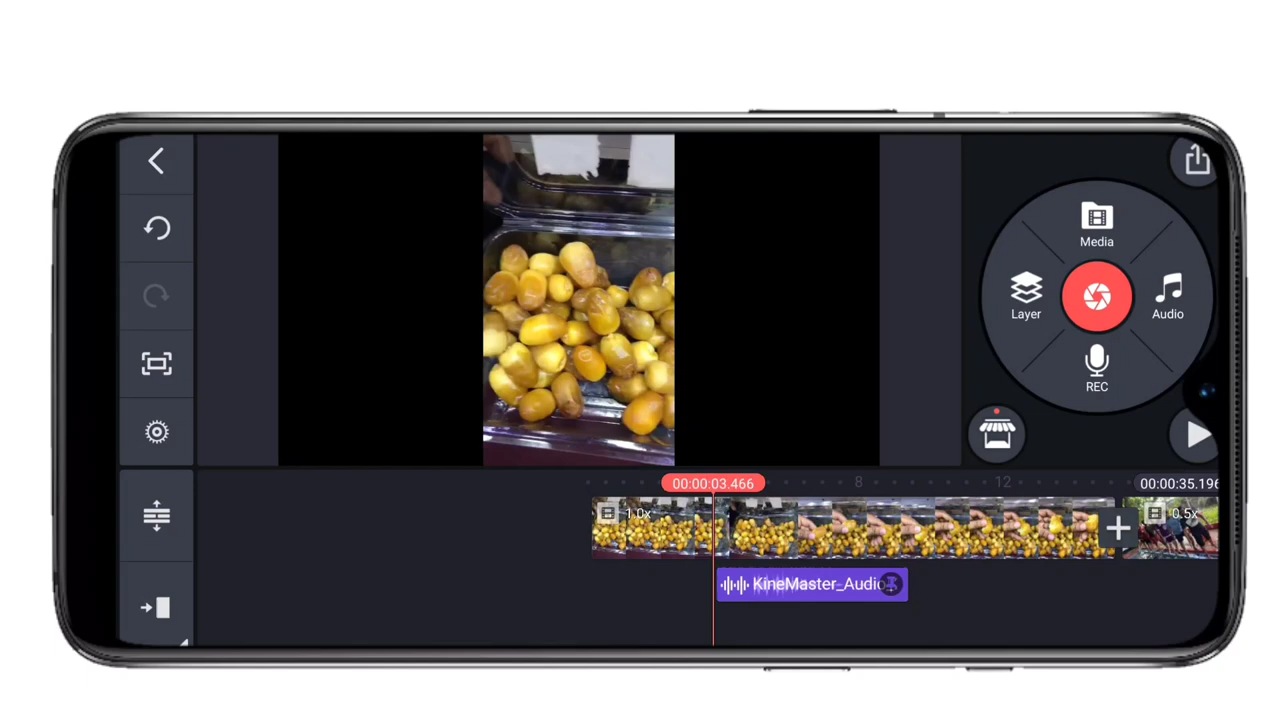 Media
Layer
Audio
REC
00:00:03.466
8
12
00:00:35.196
1.0x
0.5x
KineMaster_Audio